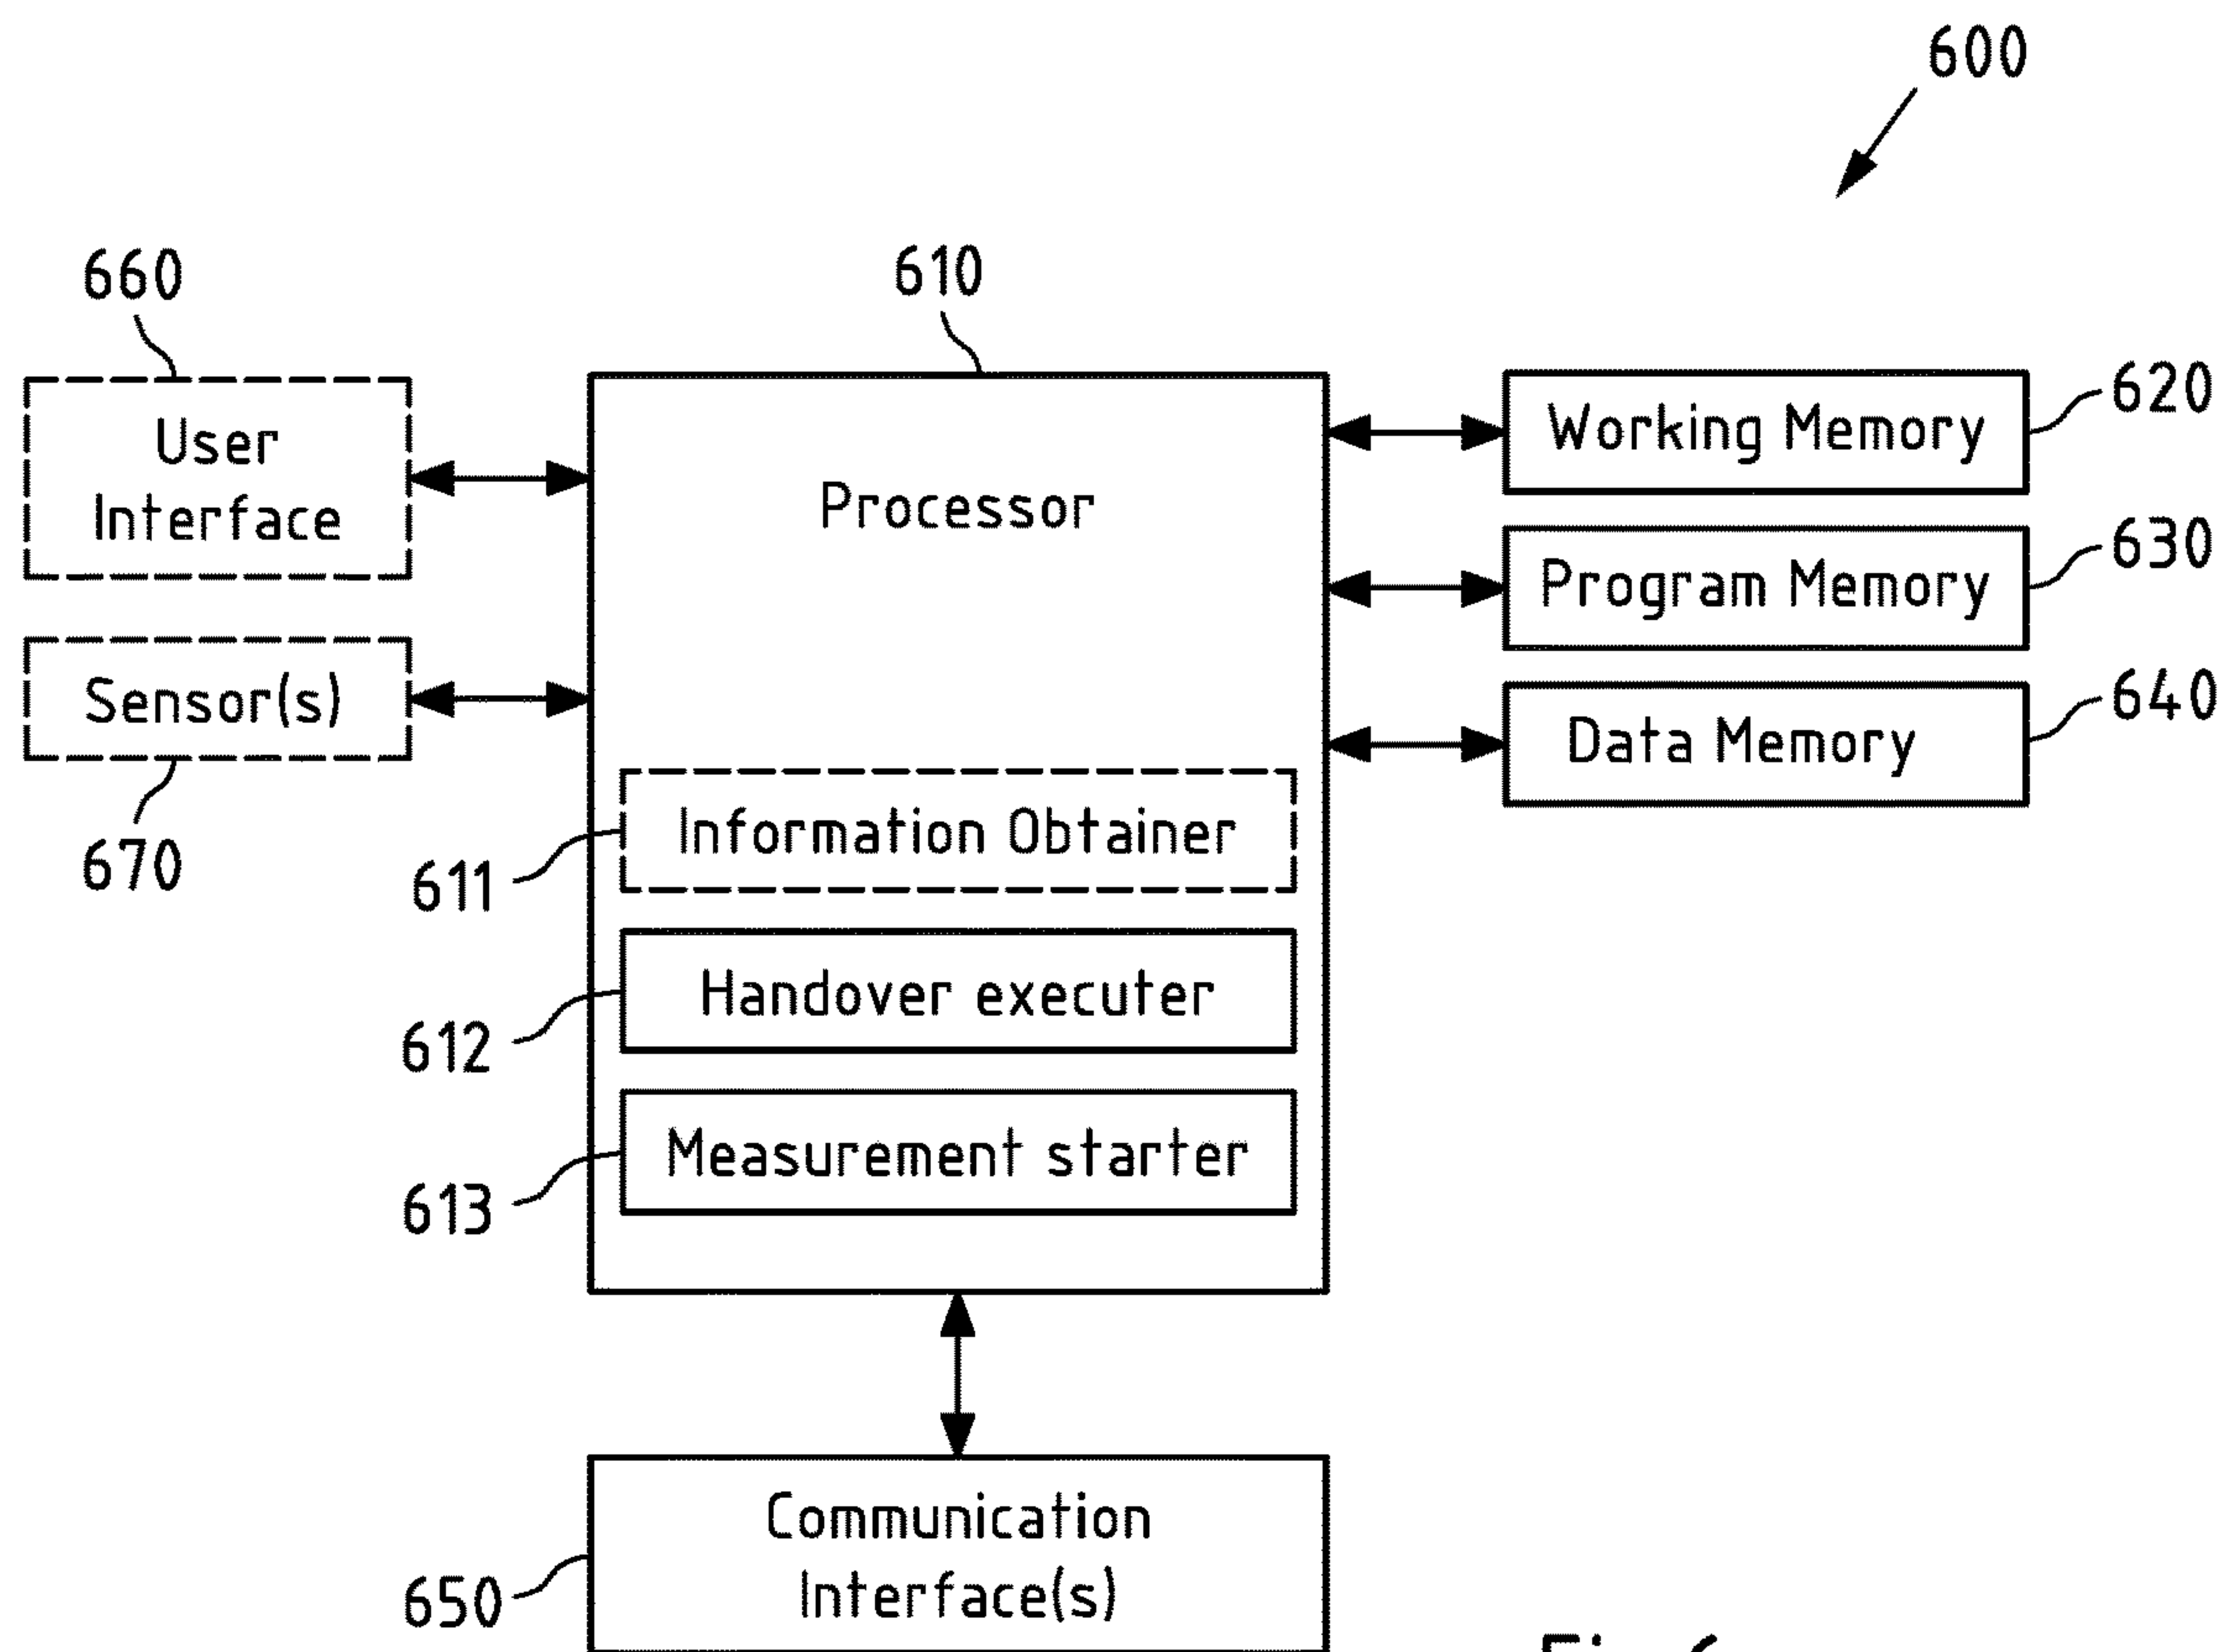 600
660
610
User
Interface
Processor
Working Memory
620
Program Memory
630
Sensor(s)
670
Data Memory
640
Information Obtainer
611
Handover executer
612
Measurement starter
613
Communication
Interface(s)
650